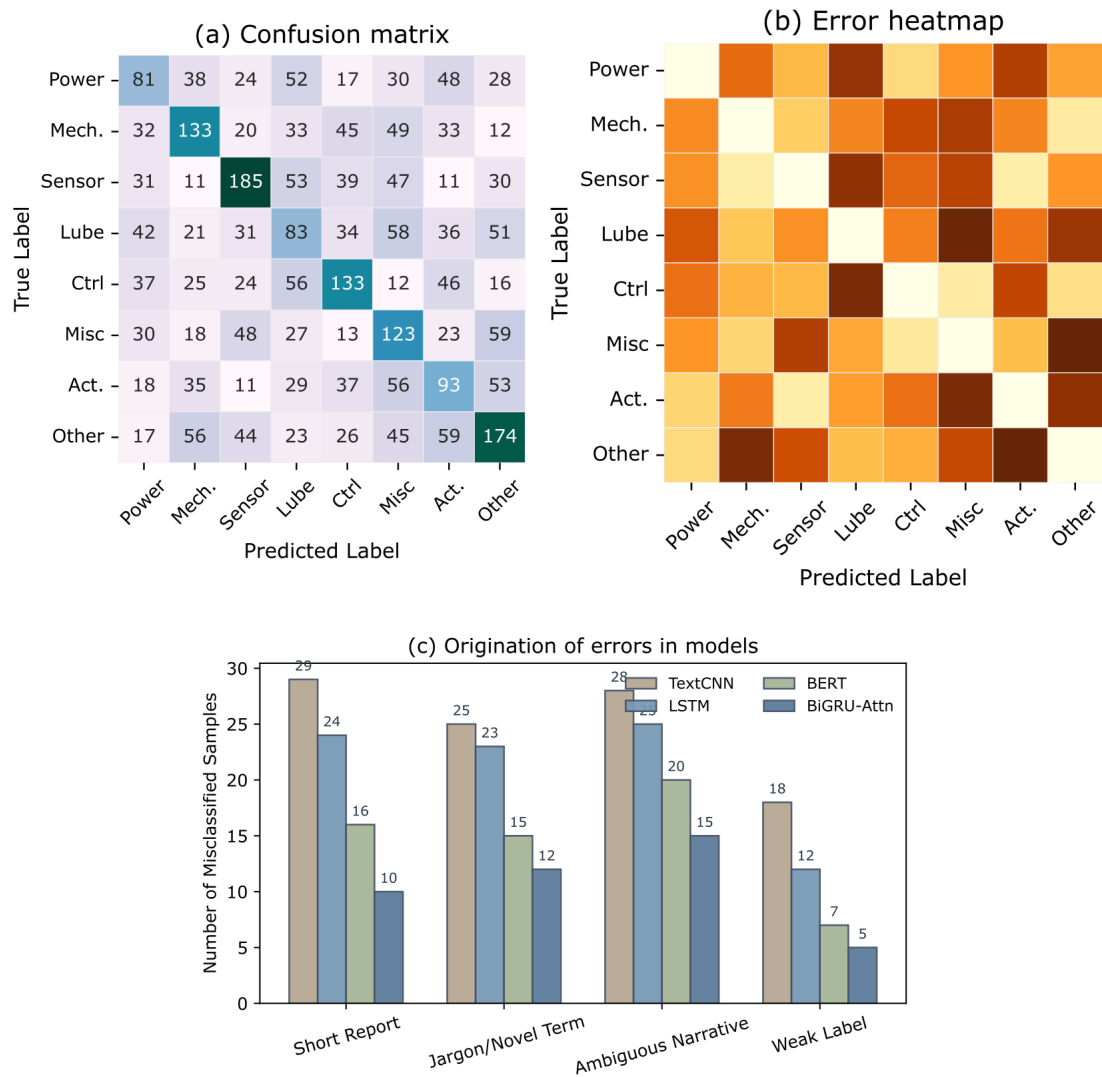 (a) Confusion matrix
True Label
Power 81 38 24 52 17 30 48 28
Mech. 32 133 20 33 45 49 33 12
Sensor 31 11 185 53 39 47 11 30
Lube 42 21 31 83 34 58 36 51
Ctrl 37 25 24 56 133 12 46 16
Misc 30 18 48 27 13 123 23 59
Act. 18 35 11 29 37 56 93 53
Other 17 56 44 23 26 45 59 174
Power Mech. Sensor Lube Ctrl Misc Act. Other
Predicted Label
(b) Error heatmap
True Label
Power
Mech.
Sensor
Lube
Ctrl
Misc
Act.
Other
Power Mech. Sensor Lube Ctrl Misc Act. Other
Predicted Label
(c) Origination of errors in models
Number of Misclassified Samples
30
25
20
15
10
5
0
TextCNN BERT
LSTM BiGRU-Attn
29 24 16 10
25 23 15 12
28 25 20 15
18 12 7 5
Short Report Jargon/Novel Term Ambiguous Narrative Weak Label